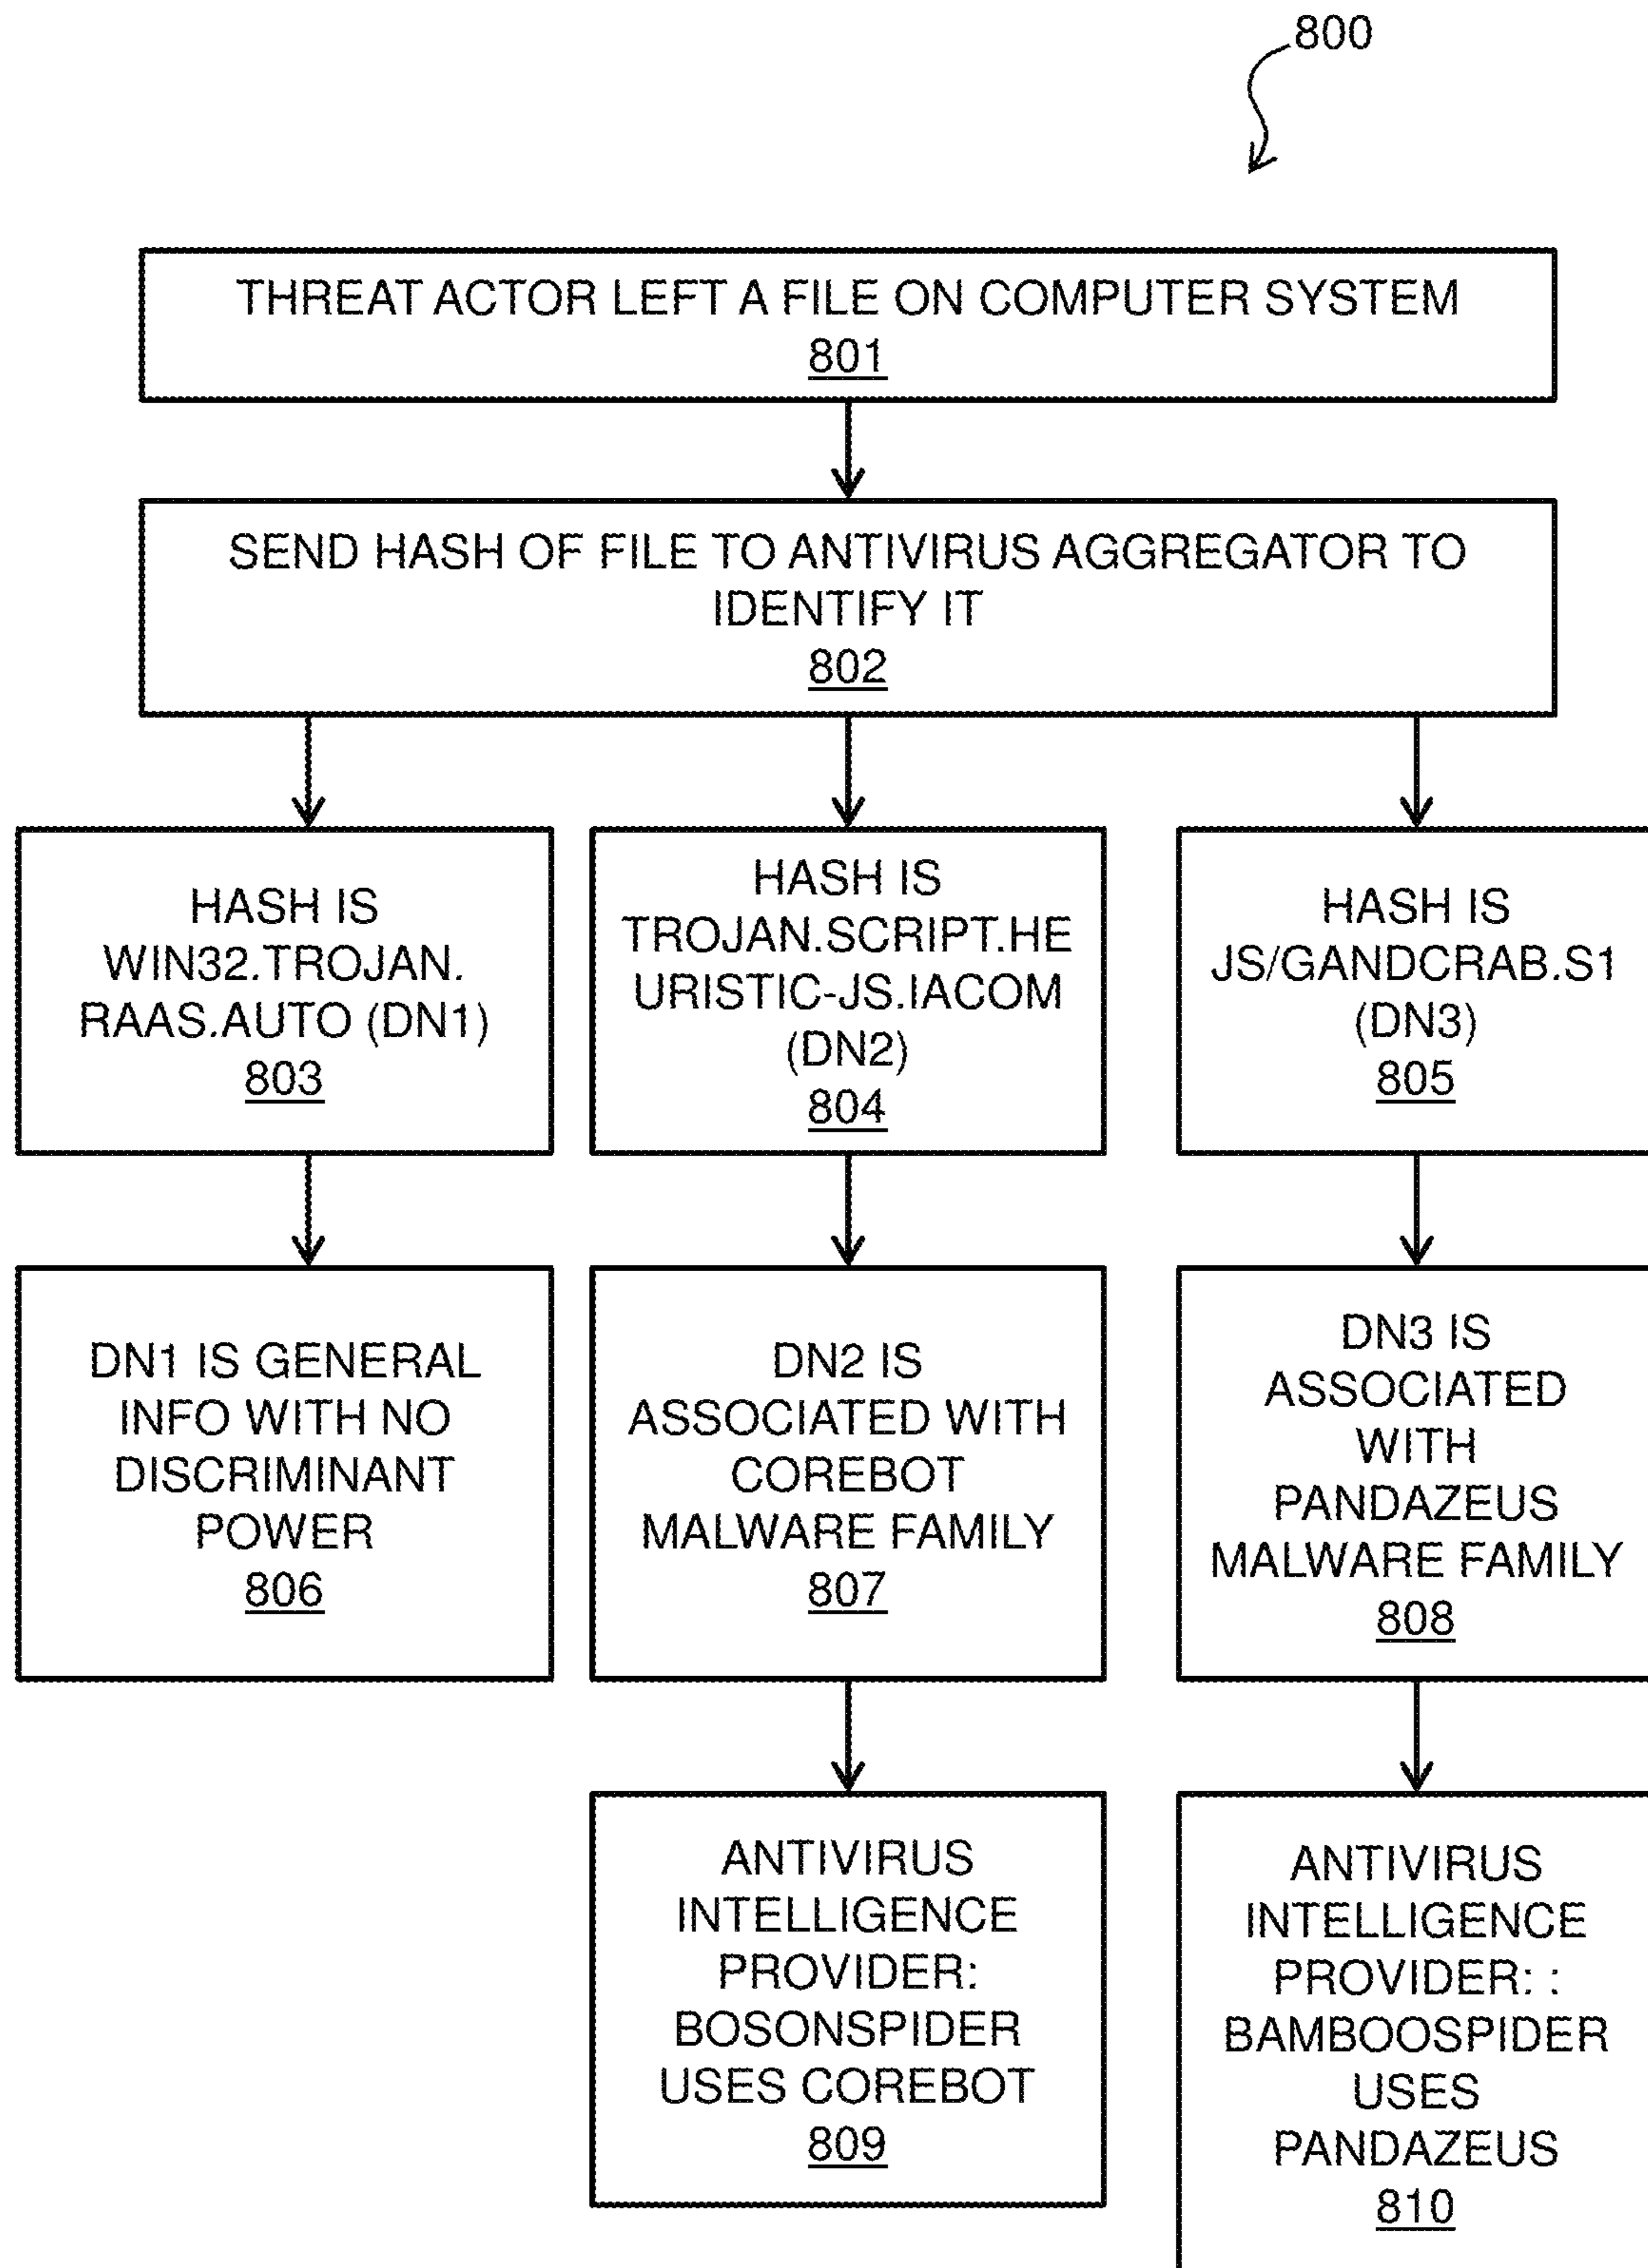 800
THREAT ACTOR LEFT A FILE ON COMPUTER SYSTEM
801
SEND HASH OF FILE TO ANTIVIRUS AGGREGATOR TO
IDENTIFY IT
802
HASH IS
WIN32.TROJAN.
RAAS.AUTO (DN1)
803
HASH IS
TROJAN.SCRIPT.HE
URISTIC-JS.IACOM
(DN2)
804
HASH IS
JS/GANDCRAB.S1
(DN3)
805
DN1 IS GENERAL
INFO WITH NO
DISCRIMINANT
POWER
806
DN2 IS
ASSOCIATED WITH
COREBOT
MALWARE FAMILY
807
DN3 IS
ASSOCIATED
WITH
PANDAZEUS
MALWARE FAMILY
808
ANTIVIRUS
INTELLIGENCE
PROVIDER:
BOSONSPIDER
USES COREBOT
809
ANTIVIRUS
INTELLIGENCE
PROVIDER: :
BAMBOOSPIDER
USES
PANDAZEUS
810